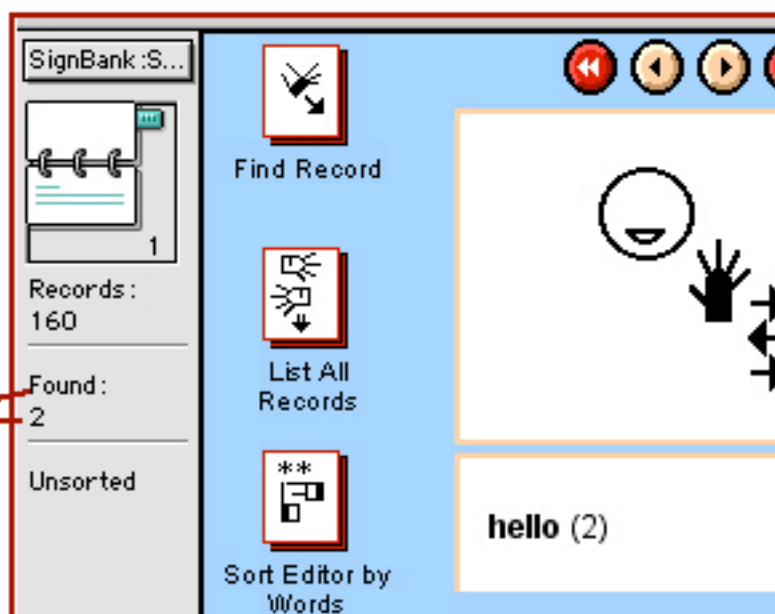 SignBank :S...
1
Records :
160
Found :
2
Unsorted
Find Record
List All
Records
**
Sort Editor by
Words
hello (2)